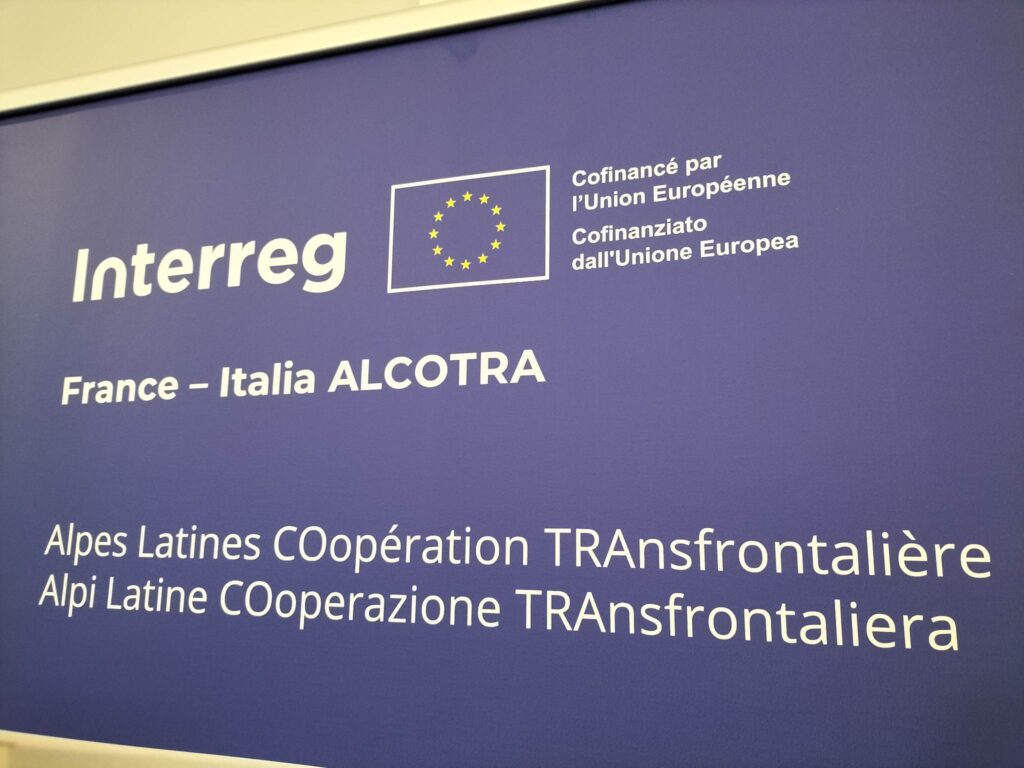 Interreg
Cofinancé par
l'Union Européenne
Cofinanziato
dall'Unione Europea
France – Italia ALCOTRA
Alpes Latines COopération TRAnsfrontalière
Alpi Latine COoperazione TRAnsfrontaliera